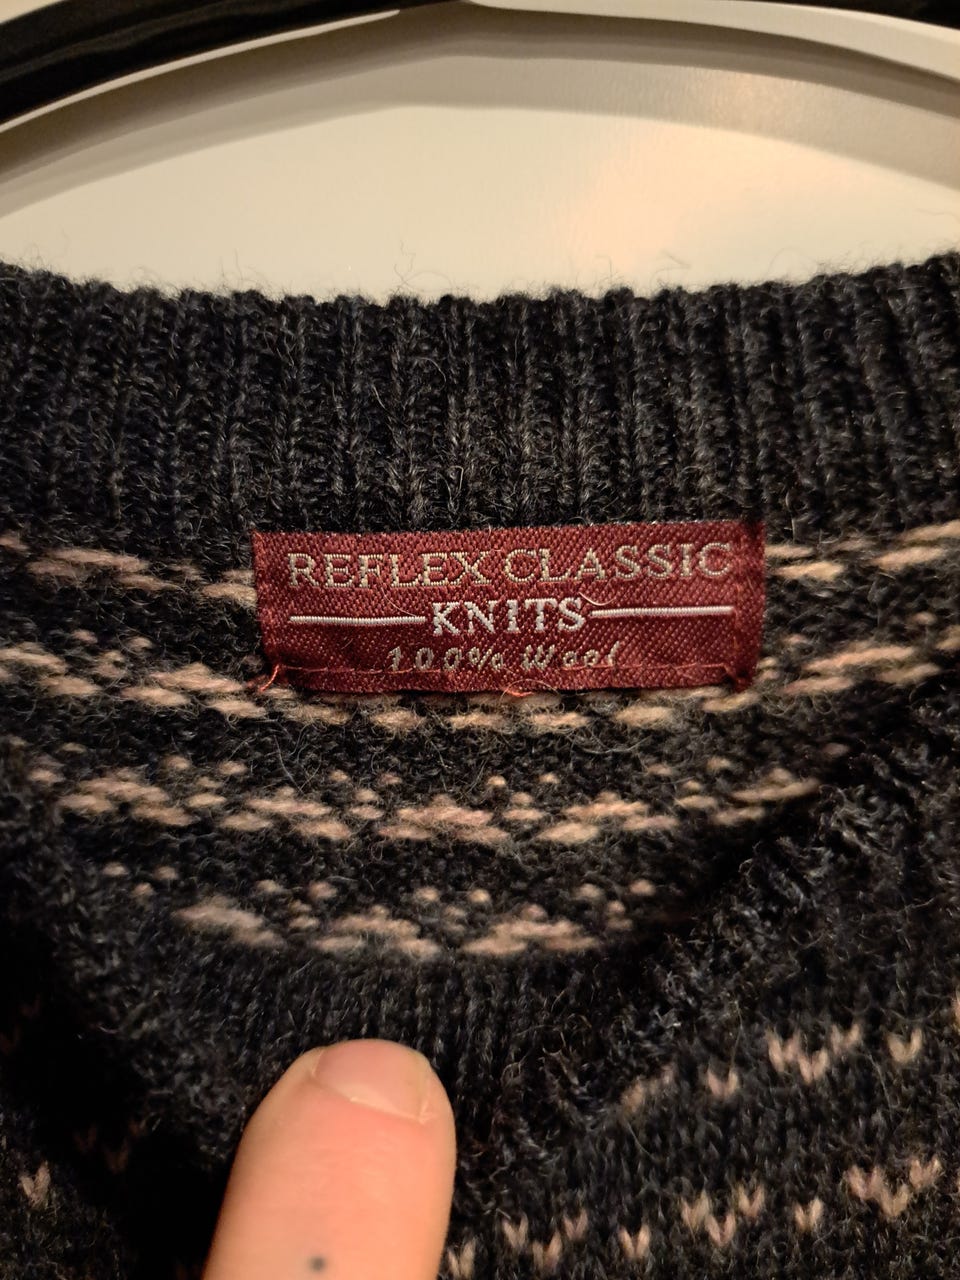 REFLEX CLASSIC
KNITS
100% Wool